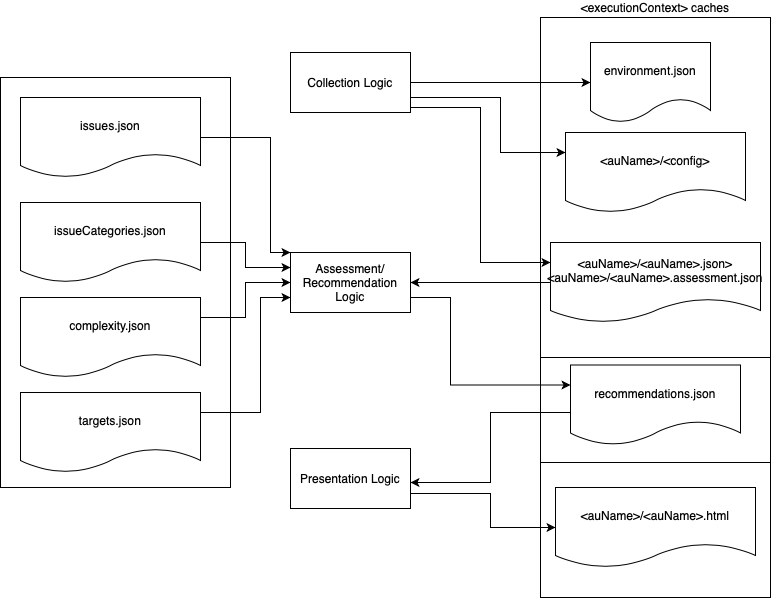 <executionContext> caches
Collection Logic
environment.json
issues.json
<auName>/<config>
issueCategories.json
Assessment/
Recommendation
Logic
<auName>/<auName>.json>
<auName>/<auName>.assessment.json
complexity.json
targets.json
recommendations.json
Presentation Logic
<auName>/<auName>.html